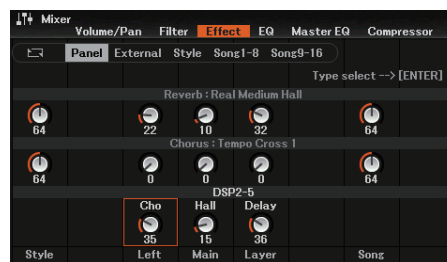 Mixer
Volume/Pan Filter Effect EQ Master EQ Compressor
Panel External Style Song1-8 Song9-16
Type select -->[ENTER]
Reverb : Real Medium Hall
64 22 10 32 64
Chorus : Tempo Cross 1
64 0 0 0 64
DSP2-5
Cho Hall Delay
35 15 36
Style Left Main Layer Song